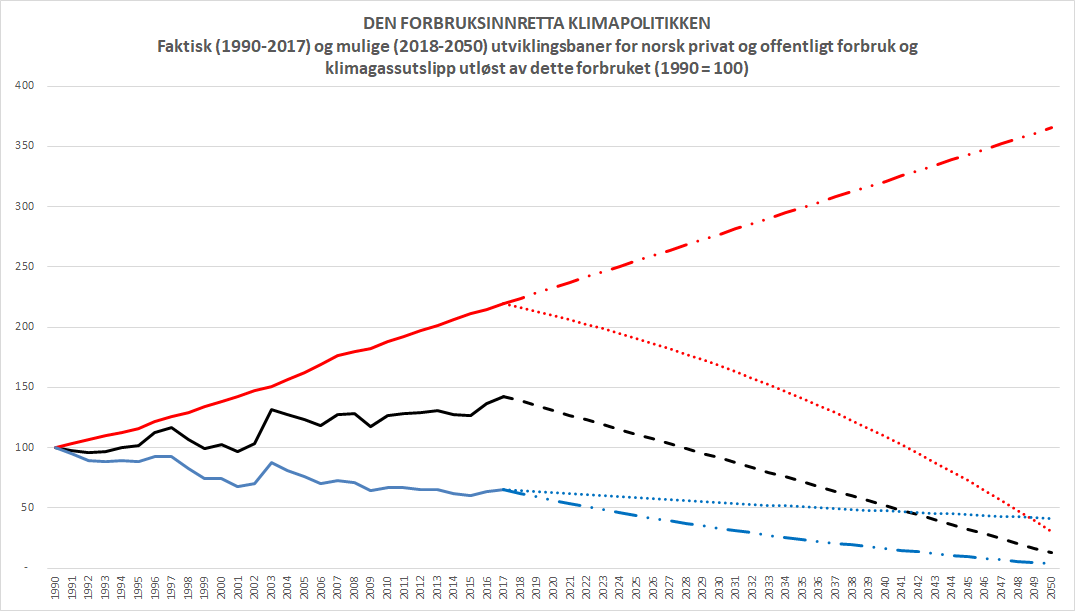 DEN FORBRUKSINNRETTA KLIMAPOLITIKKEN
Faktisk (1990-2017) og mulige (2018-2050) utviklingsbaner for norsk privat og offentligt forbruk og
klimagassutslipp utløst av dette forbruket (1990 = 100)
400
350
300
250
200
150
100
50
-
1990 1991 1992 1993 1994 1995 1996 1997 1998 1999 2000 2001 2002 2003 2004 2005 2006 2007 2008 2009 2010 2011 2012 2013 2014 2015 2016 2017 2018 2019 2020 2021 2022 2023 2024 2025 2026 2027 2028 2029 2030 2031 2032 2033 2034 2035 2036 2037 2038 2039 2040 2041 2042 2043 2044 2045 2046 2047 2048 2049 2050